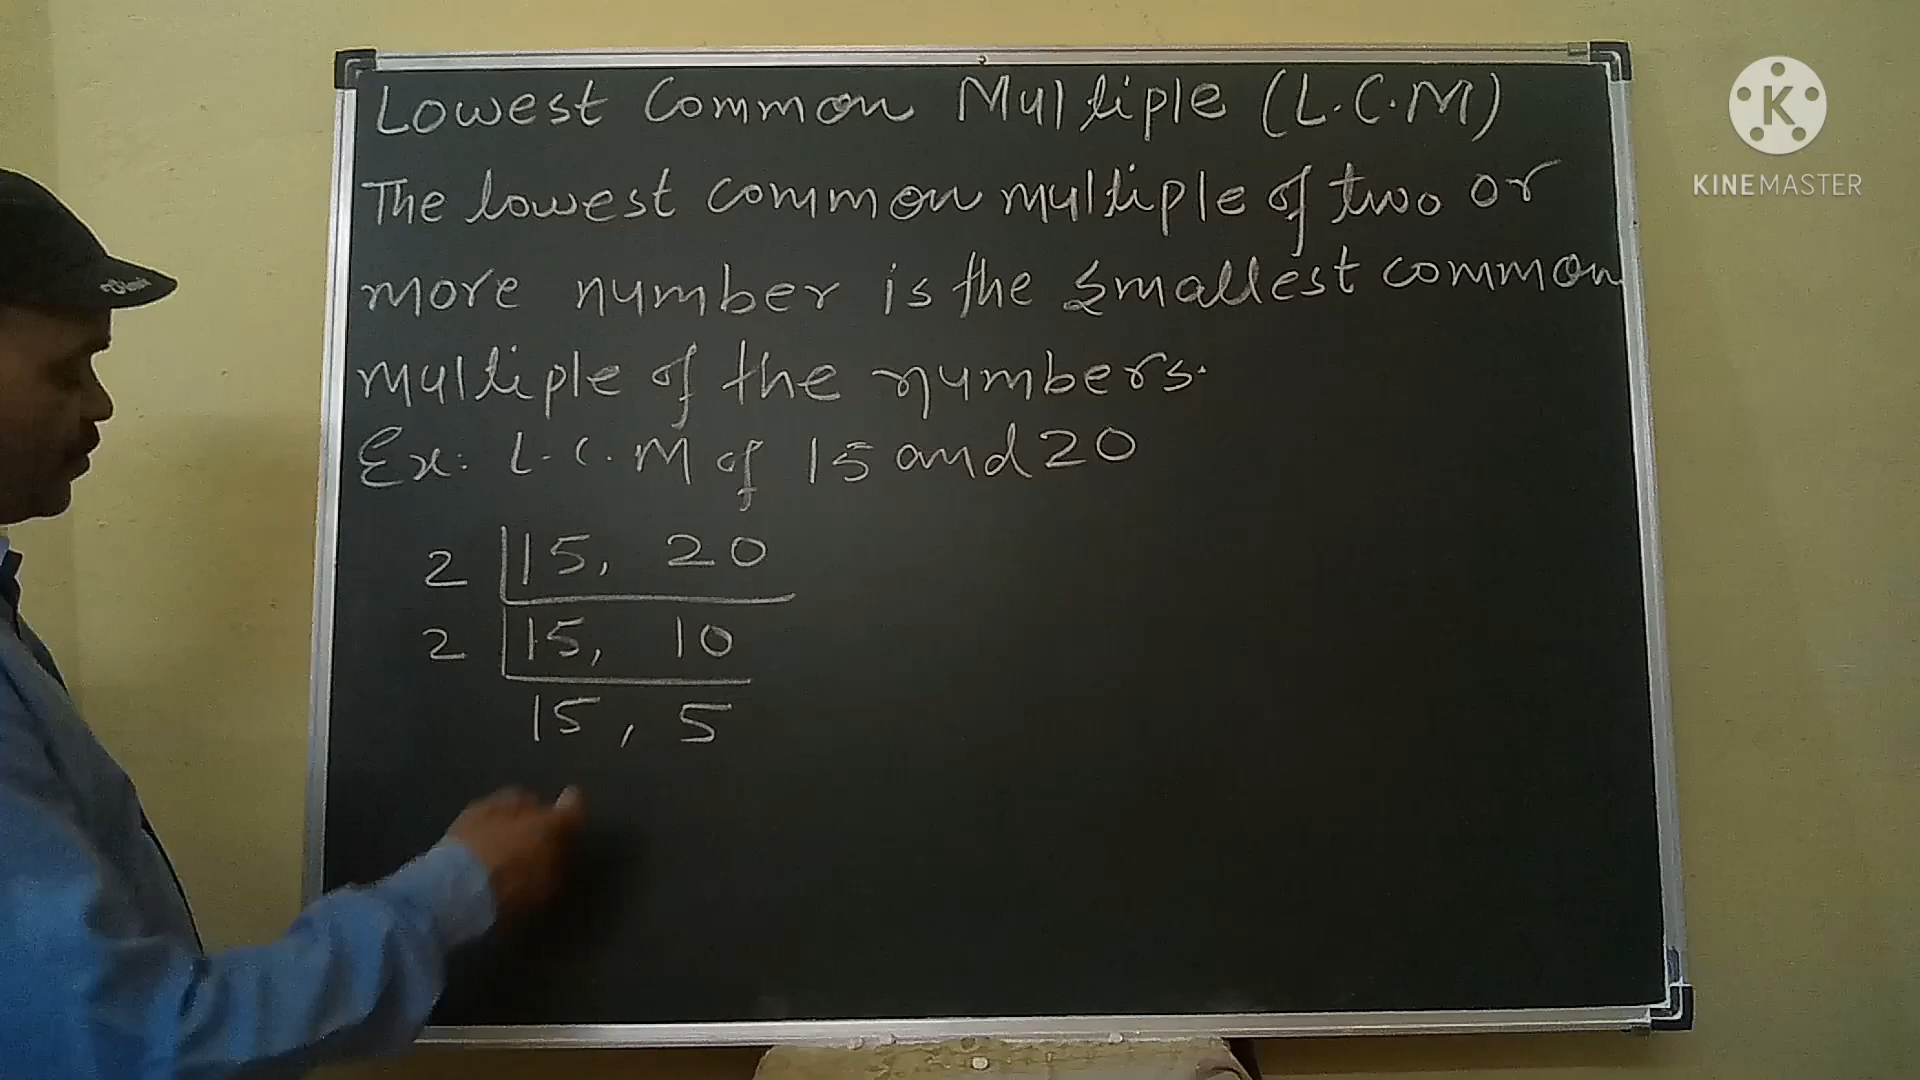 Lowest Common Multiple (L.C.M)
The lowest common multiple of two or
more number is the smallest common
multiple of the numbers.
Ex: L.C.M of 15 and 20
2 15, 20
2 15, 10
15, 5
K
KINEMASTER